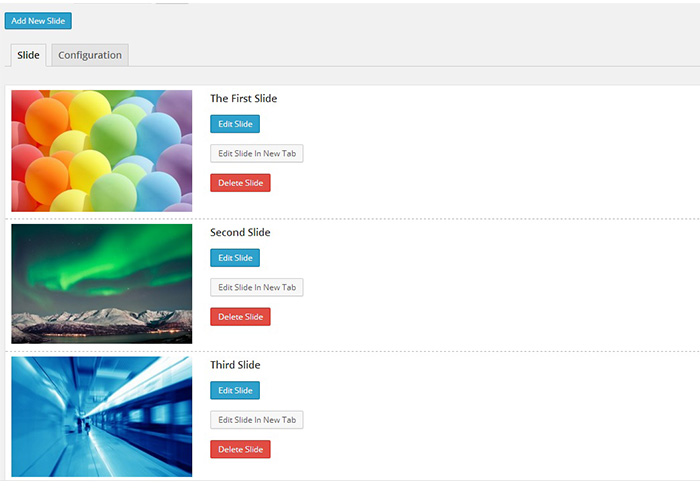 Add New Slide
Slide
Configuration
The First Slide
Edit Slide
Edit Slide In New Tab
Delete Slide
Second Slide
Edit Slide
Edit Slide In New Tab
Delete Slide
Third Slide
Edit Slide
Edit Slide In New Tab
Delete Slide